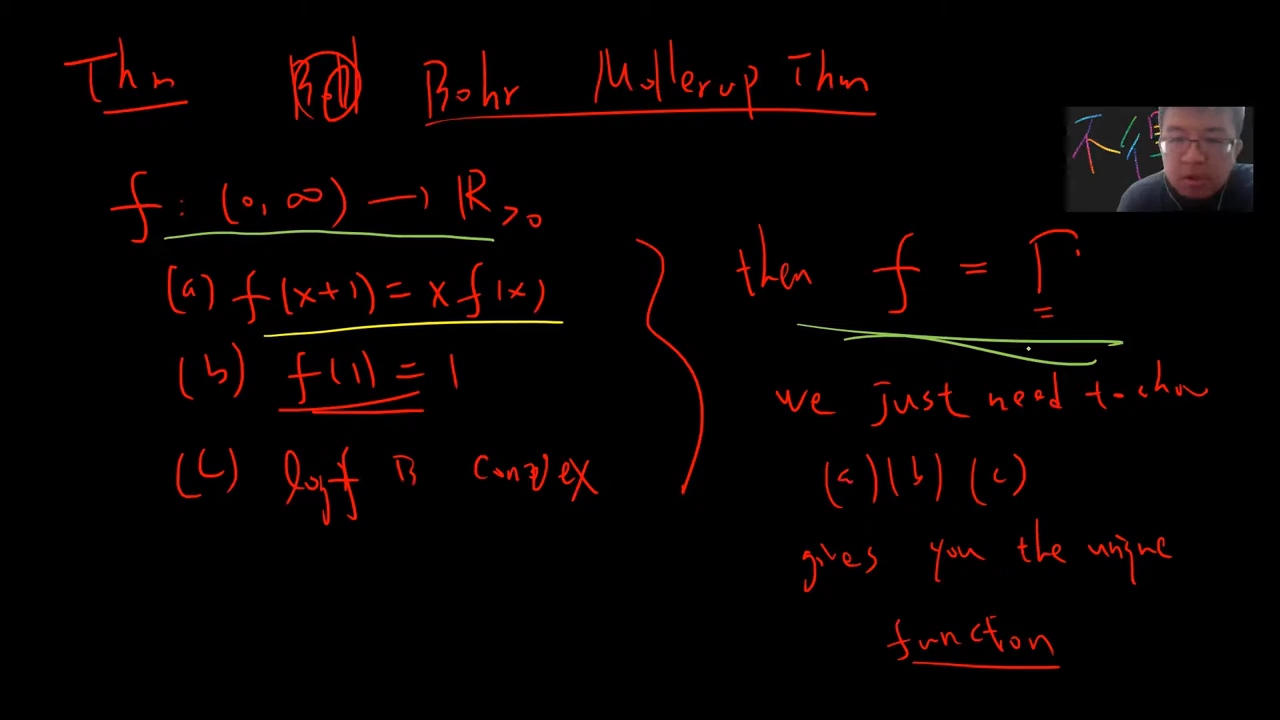 Thm Bohr Mollerup Thm
f : (0, ∞) → ℝ>0
(a) f(x+1) = x f(x)
(b) f(1) = 1
(c) log f is convex
then f = Γ
we just need to show
(a) (b) (c)
gives you the unique
function
不